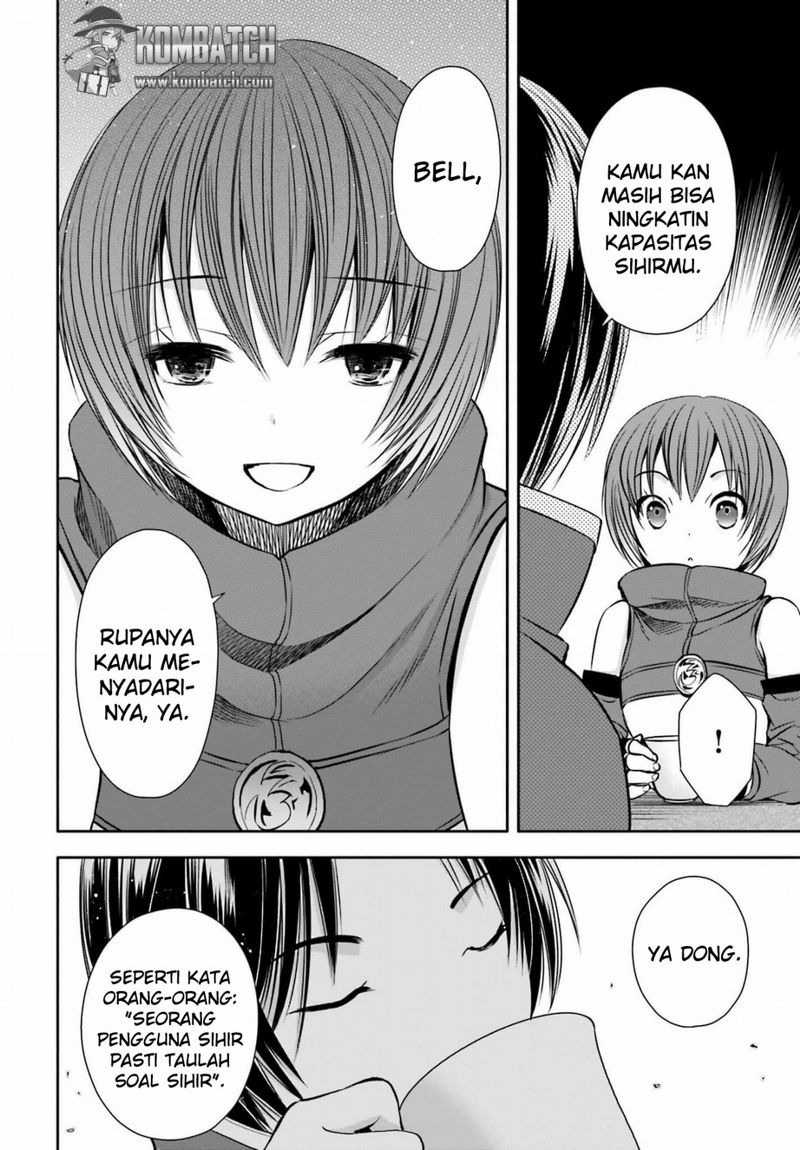 KOMBATCH
www.kombatch.com
KAMU KAN
MASIH BISA
NINGKATIN
KAPASITAS
SIHIRMU.
!
BELL,
RUPANYA
KAMU ME-
NYADARI-
NYA, YA.
YA DONG.
SEPERTI KATA
ORANG-ORANG:
"SEORANG
PENGGUNA SIHIR
PASTI TAULAH
SOAL SIHIR".